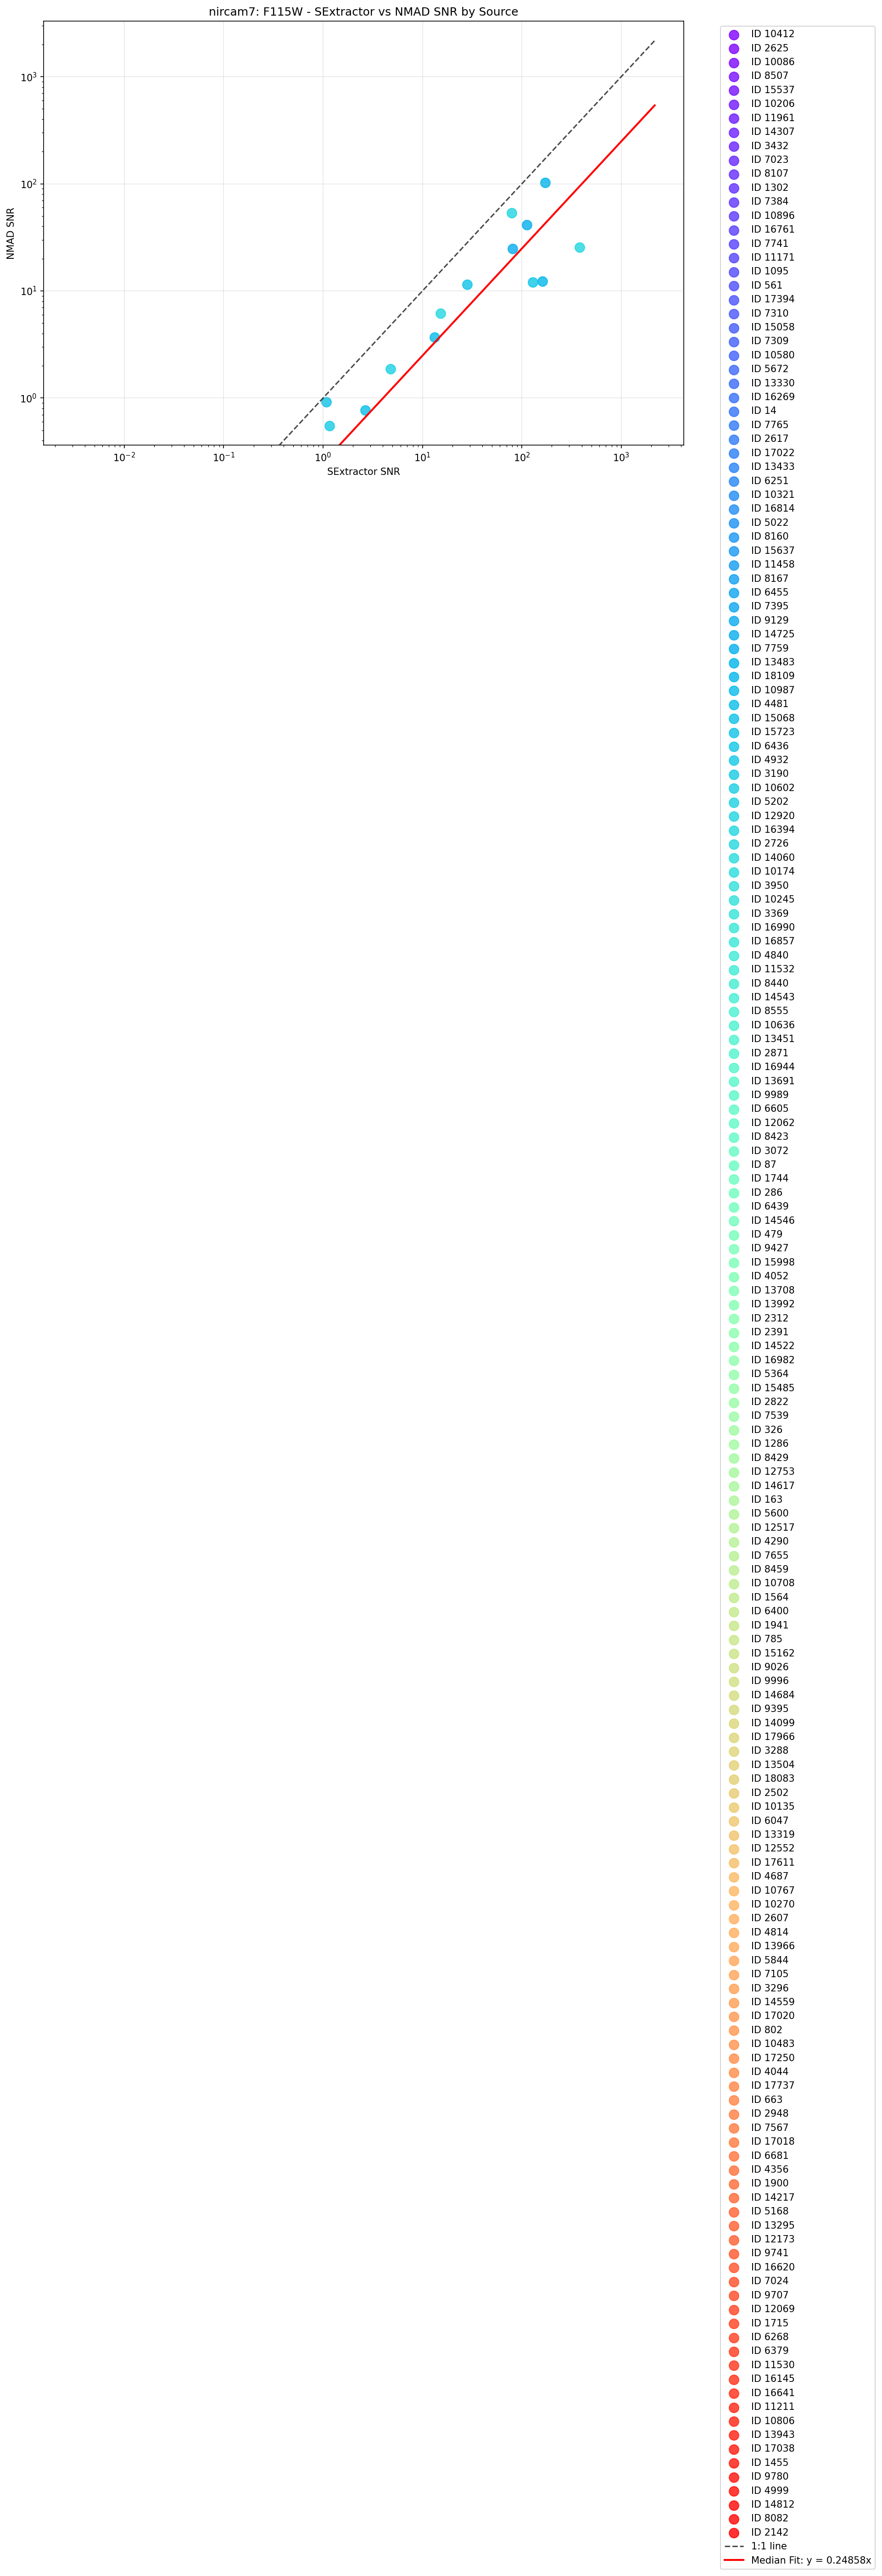 nircam7: F115W - SExtractor vs NMAD SNR by Source
NMAD SNR
10³
10²
10¹
10⁰
10⁻²
10⁻¹
10⁰
10¹
10²
10³
SExtractor SNR
ID 10412
ID 2625
ID 10086
ID 8507
ID 15537
ID 10206
ID 11961
ID 14307
ID 3432
ID 7023
ID 8107
ID 1302
ID 7384
ID 10896
ID 16761
ID 7741
ID 11171
ID 1095
ID 561
ID 17394
ID 7310
ID 15058
ID 7309
ID 10580
ID 5672
ID 13330
ID 16269
ID 14
ID 7765
ID 2617
ID 17022
ID 13433
ID 6251
ID 10321
ID 16814
ID 5022
ID 8160
ID 15637
ID 11458
ID 8167
ID 6455
ID 7395
ID 9129
ID 14725
ID 7759
ID 13483
ID 18109
ID 10987
ID 4481
ID 15068
ID 15723
ID 6436
ID 4932
ID 3190
ID 10602
ID 5202
ID 12920
ID 16394
ID 2726
ID 14060
ID 10174
ID 3950
ID 10245
ID 3369
ID 16990
ID 16857
ID 4840
ID 11532
ID 8440
ID 14543
ID 8555
ID 10636
ID 13451
ID 2871
ID 16944
ID 13691
ID 9989
ID 6605
ID 12062
ID 8423
ID 3072
ID 87
ID 1744
ID 286
ID 6439
ID 14546
ID 479
ID 9427
ID 15998
ID 4052
ID 13708
ID 13992
ID 2312
ID 2391
ID 14522
ID 16982
ID 5364
ID 15485
ID 2822
ID 7539
ID 326
ID 1286
ID 8429
ID 12753
ID 14617
ID 163
ID 5600
ID 12517
ID 4290
ID 7655
ID 8459
ID 10708
ID 1564
ID 6400
ID 1941
ID 785
ID 15162
ID 9026
ID 9996
ID 14684
ID 9395
ID 14099
ID 17966
ID 3288
ID 13504
ID 18083
ID 2502
ID 10135
ID 6047
ID 13319
ID 12552
ID 17611
ID 4687
ID 10767
ID 10270
ID 2607
ID 4814
ID 13966
ID 5844
ID 7105
ID 3296
ID 14559
ID 17020
ID 802
ID 10483
ID 17250
ID 4044
ID 17737
ID 663
ID 2948
ID 7567
ID 17018
ID 6681
ID 4356
ID 1900
ID 14217
ID 5168
ID 13295
ID 12173
ID 9741
ID 16620
ID 7024
ID 9707
ID 12069
ID 1715
ID 6268
ID 6379
ID 11530
ID 16145
ID 16641
ID 11211
ID 10806
ID 13943
ID 17038
ID 1455
ID 9780
ID 4999
ID 14812
ID 8082
ID 2142
1:1 line
Median Fit: y = 0.24858x